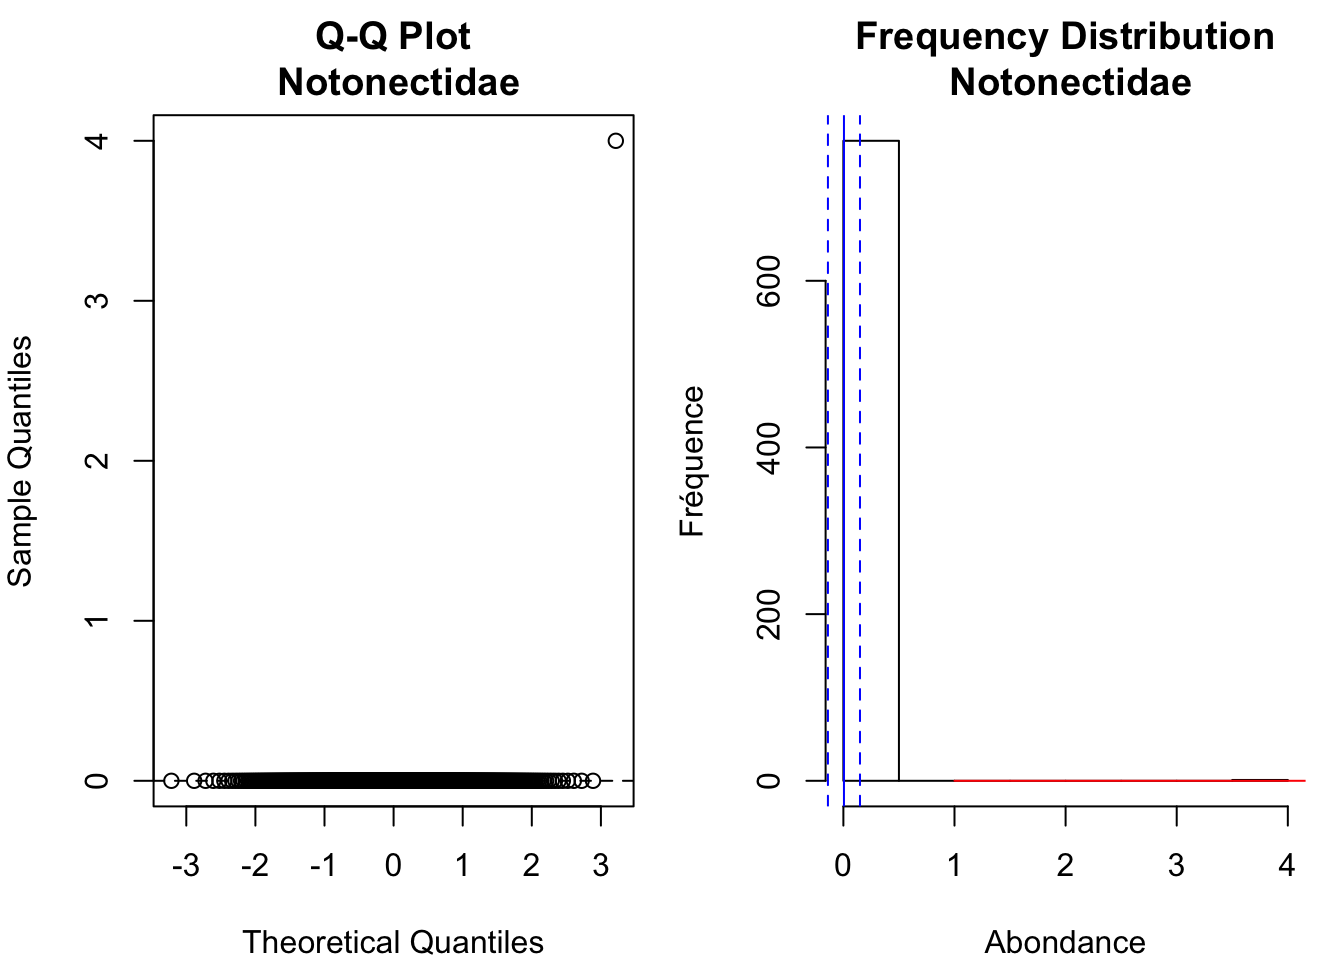 Q-Q Plot
Notonectidae
Sample Quantiles
4
3
2
1
0
-3 -2 -1 0 1 2 3
Theoretical Quantiles
Frequency Distribution
Notonectidae
Fréquence
600
400
200
0
0 1 2 3 4
Abondance